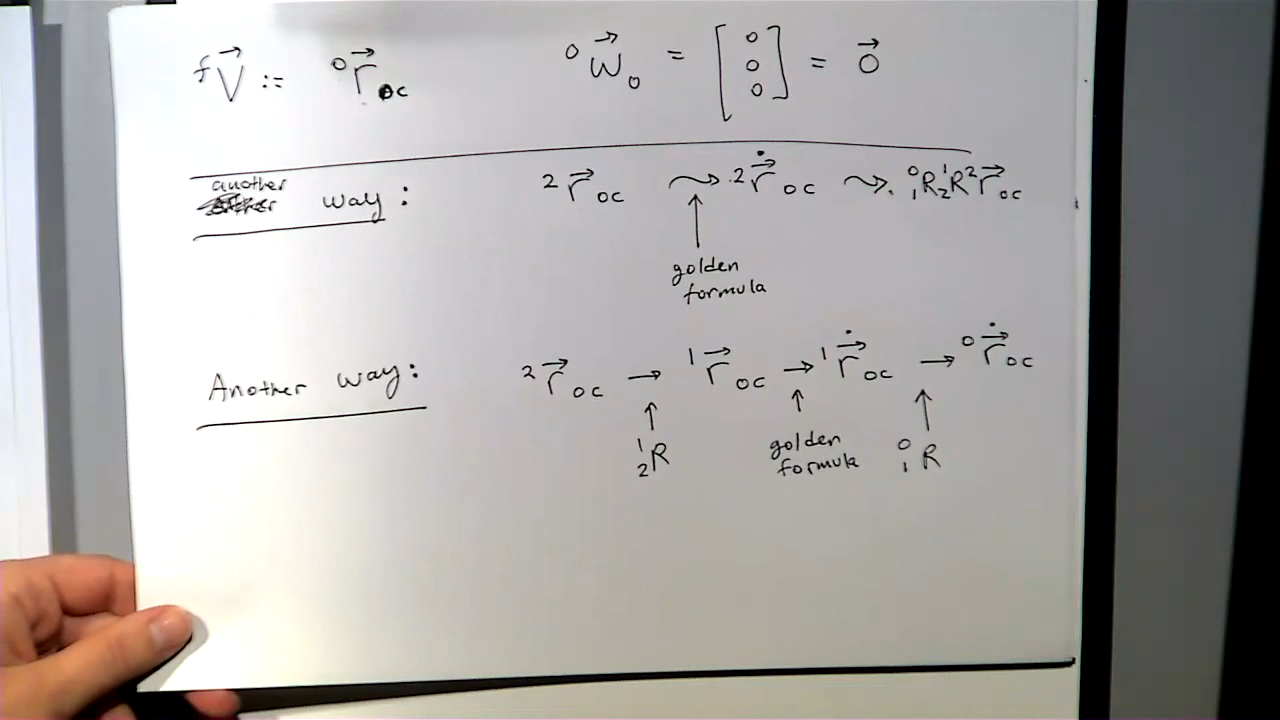 ᶠV⃗ := ⁰r⃗ₒc ⁰ω⃗₀ = [0 0 0] = 0⃗
another way: ²r⃗ₒc ⤳ ²r⃗̇ₒc ⤳ ⁰₁R ¹₂R ²r⃗ₒc
↑
golden
formula
Another way: ²r⃗ₒc → ¹r⃗ₒc → ¹r⃗̇ₒc → ⁰r⃗̇ₒc
↑ ↑ ↑
¹₂R golden formula ⁰₁R